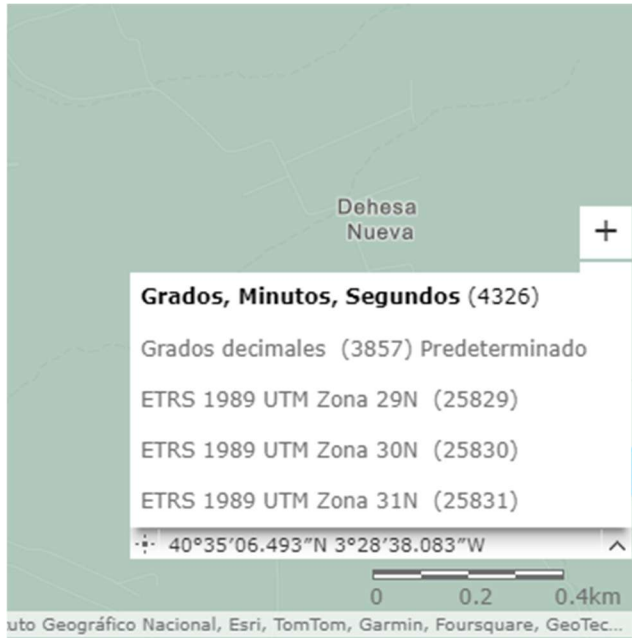 Dehesa
Nueva
+
Grados, Minutos, Segundos (4326)
Grados decimales (3857) Predeterminado
ETRS 1989 UTM Zona 29N (25829)
ETRS 1989 UTM Zona 30N (25830)
ETRS 1989 UTM Zona 31N (25831)
40°35'06.493"N 3°28'38.083"W
0 0.2 0.4km
uto Geográfico Nacional, Esri, TomTom, Garmin, Foursquare, GeoTec...